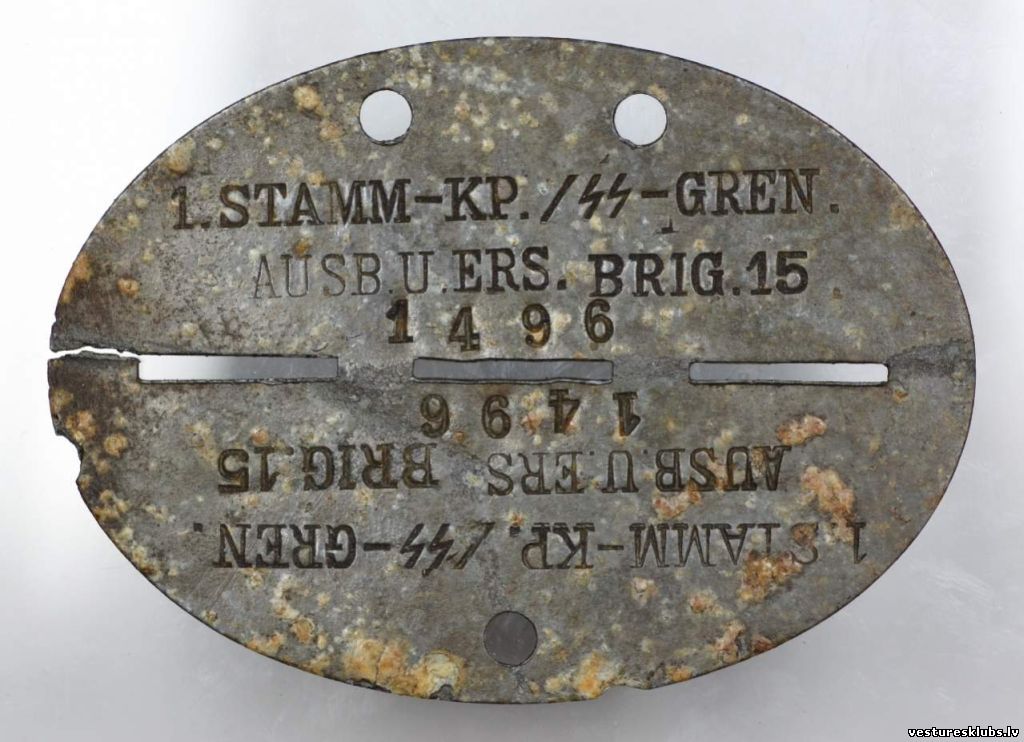 1.STAMM-KP./ᛋᛋ-GREN.
AUSB.U.ERS. BRIG.15
1496
1496
AUSB.U.ERS BRIG.15
1.STAMM-KP./ᛋᛋ-GREN.
vesturesklubs.lv